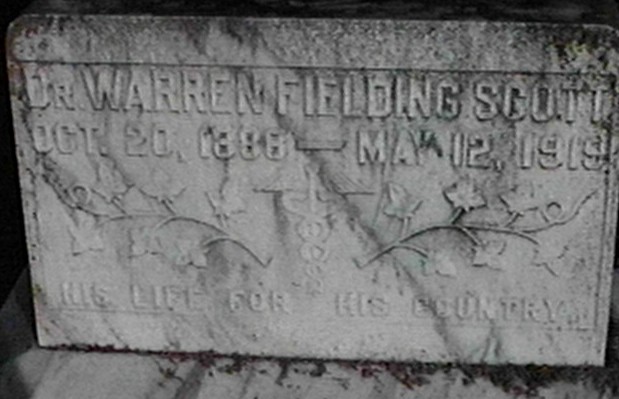 DR. WARREN FIELDING SCOTT
OCT. 20, 1888 — MAY 12, 1919
HIS LIFE FOR HIS COUNTRY